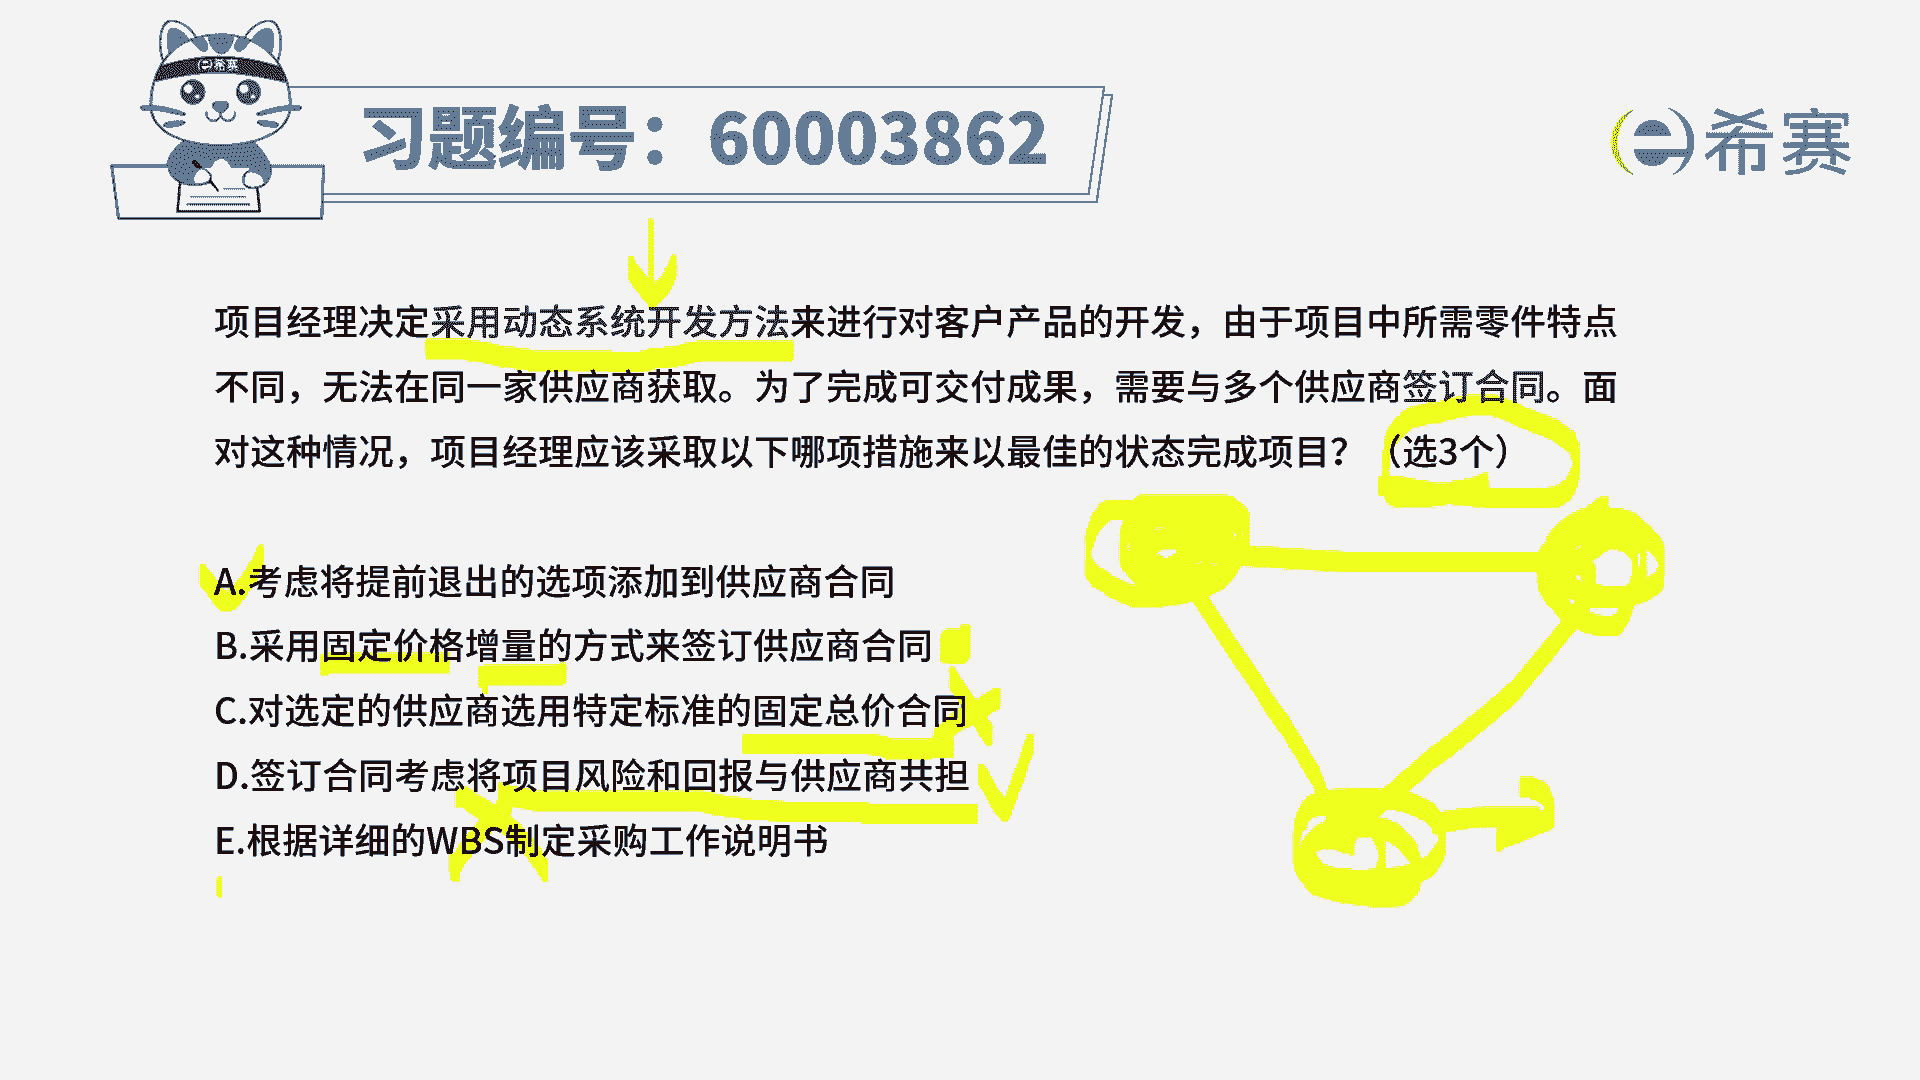 希赛
习题编号：60003862
希赛
项目经理决定采用动态系统开发方法来进行对客户产品的开发，由于项目中所需零件特点
不同，无法在同一家供应商获取。为了完成可交付成果，需要与多个供应商签订合同。面
对这种情况，项目经理应该采取以下哪项措施来以最佳的状态完成项目？（选3个）
A.考虑将提前退出的选项添加到供应商合同
B.采用固定价格增量的方式来签订供应商合同
C.对选定的供应商选用特定标准的固定总价合同
D.签订合同考虑将项目风险和回报与供应商共担
E.根据详细的WBS制定采购工作说明书